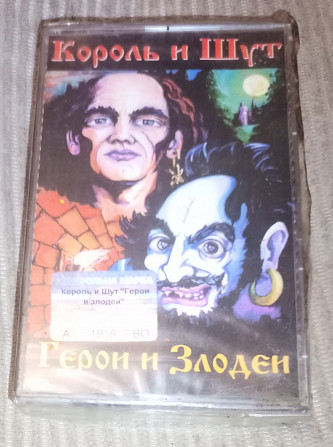 Король и Шут
Король и Шут "Герои
и злодеи"
А
Герои и Злодеи